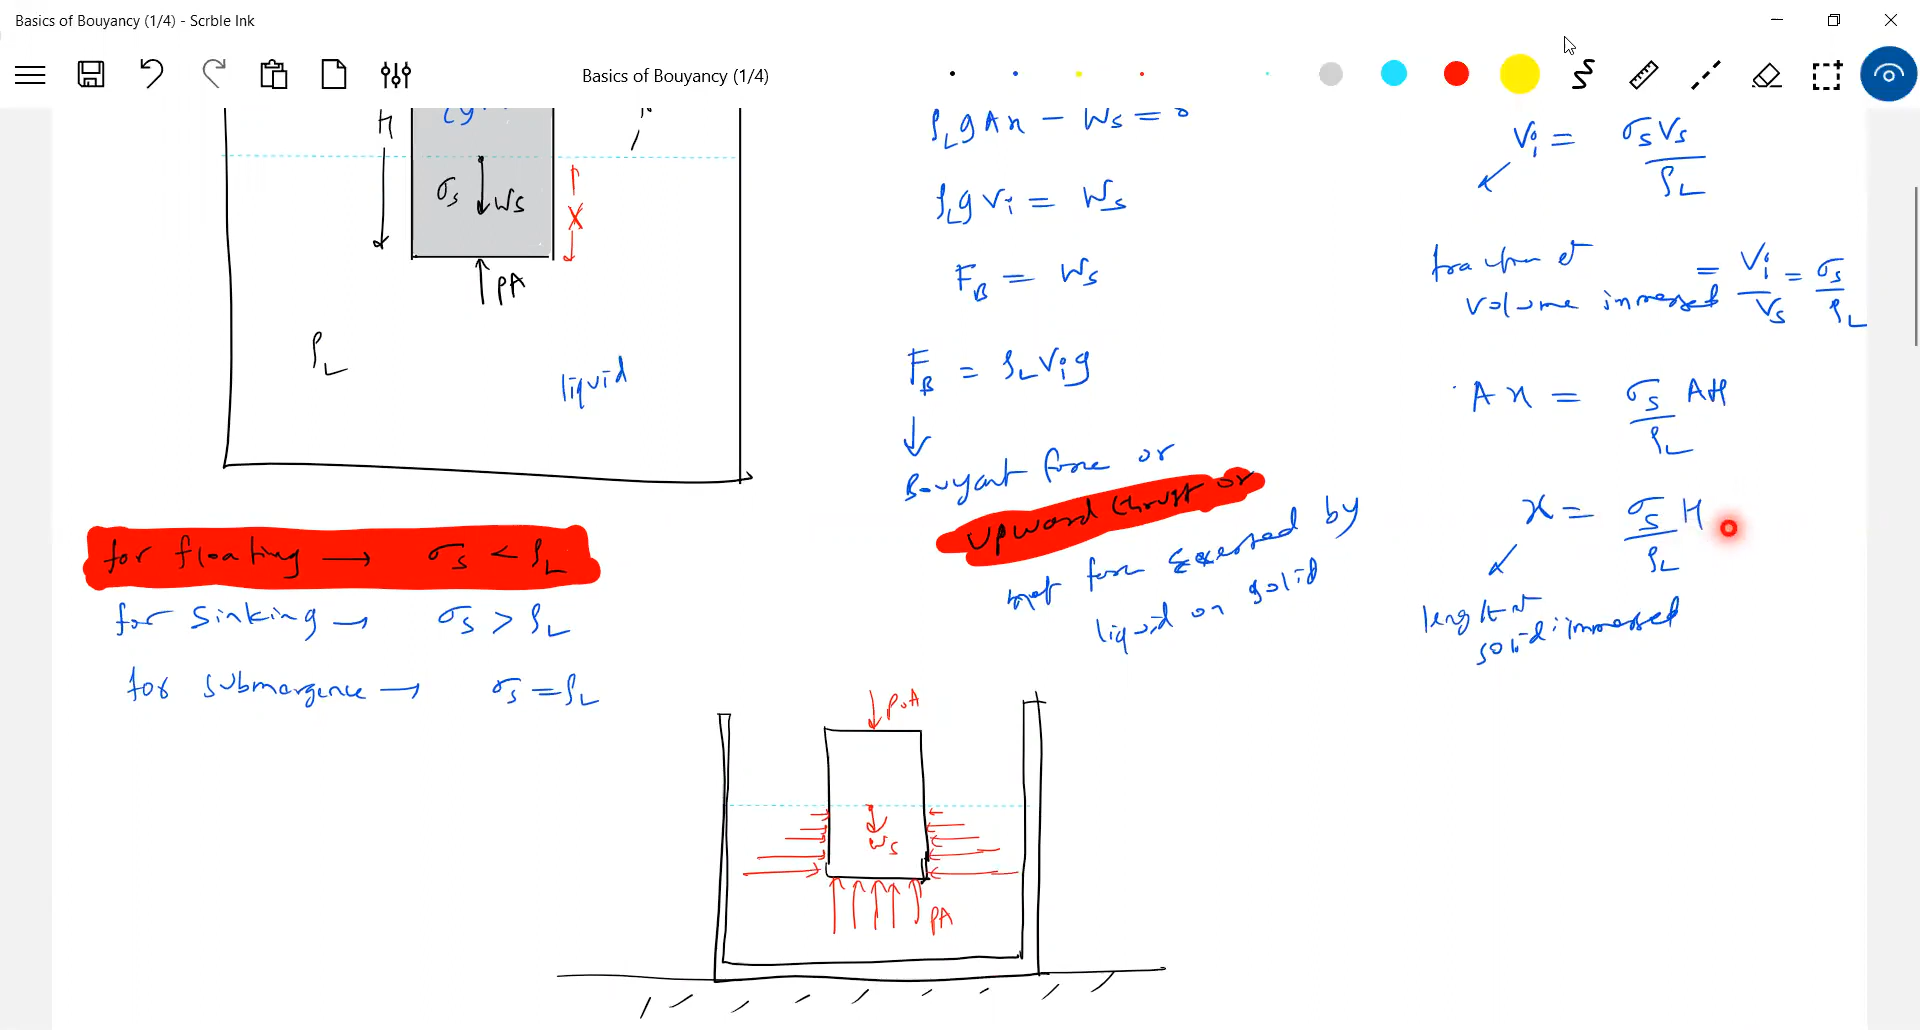 Basics of Bouyancy (1/4) - Scrble Ink
Basics of Bouyancy (1/4)
H
σs
Ws
x
PA
ρL
liquid
for floating → σs < ρL
for sinking → σs > ρL
for submergence → σs = ρL
ρL g A x - Ws = 0
ρL g Vi = Ws
FB = Ws
FB = ρL Vi g
↓
Bouyant force or
upward thrust or
net force exerted by
liquid on solid
Vi = σs Vs / ρL
fraction of
volume immersed = Vi / Vs = σs / ρL
A x = σs / ρL AH
x = σs / ρL H
length of
solid immersed
P0A
Ws
PA